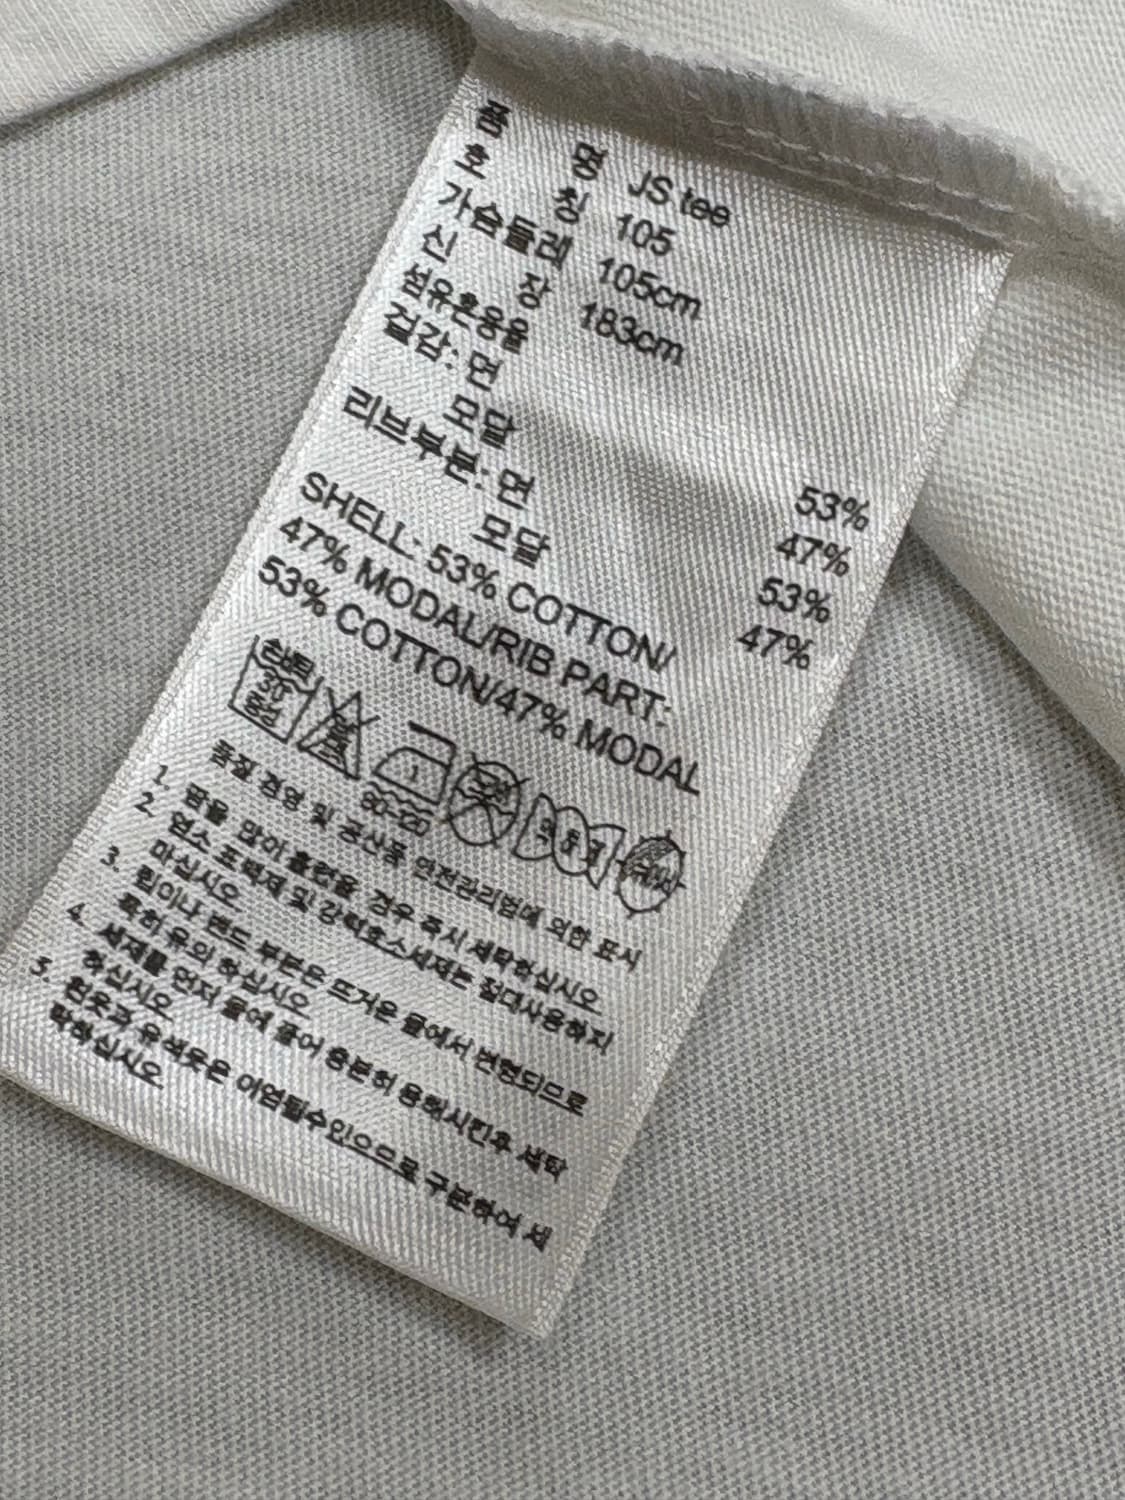 품 명 JS tee
호 칭 105
가슴둘레 105cm
신 장 183cm
섬유혼용율
겉감: 면 53%
모달 47%
리브부분: 면 53%
모달 47%
SHELL: 53% COTTON/
47% MODAL/RIB PART:
53% COTTON/47% MODAL
손세탁
80~120
품질 경영 및 공산품 안전관리법에 의한 표시
1. 땀을 많이 흘렸을 경우 즉시 세탁하십시오
2. 염소 표백제 및 강력효소세제는 절대사용하지
마십시오
3. 립이나 밴드 부분은 뜨거운 물에서 변형되므로
특히 유의 하십시오
4. 세제를 먼저 물에 풀어 충분히 용해시킨후 세탁
하십시오
5. 흰옷과 유색옷은 이염될수있으므로 구분하여 세
탁하십시오